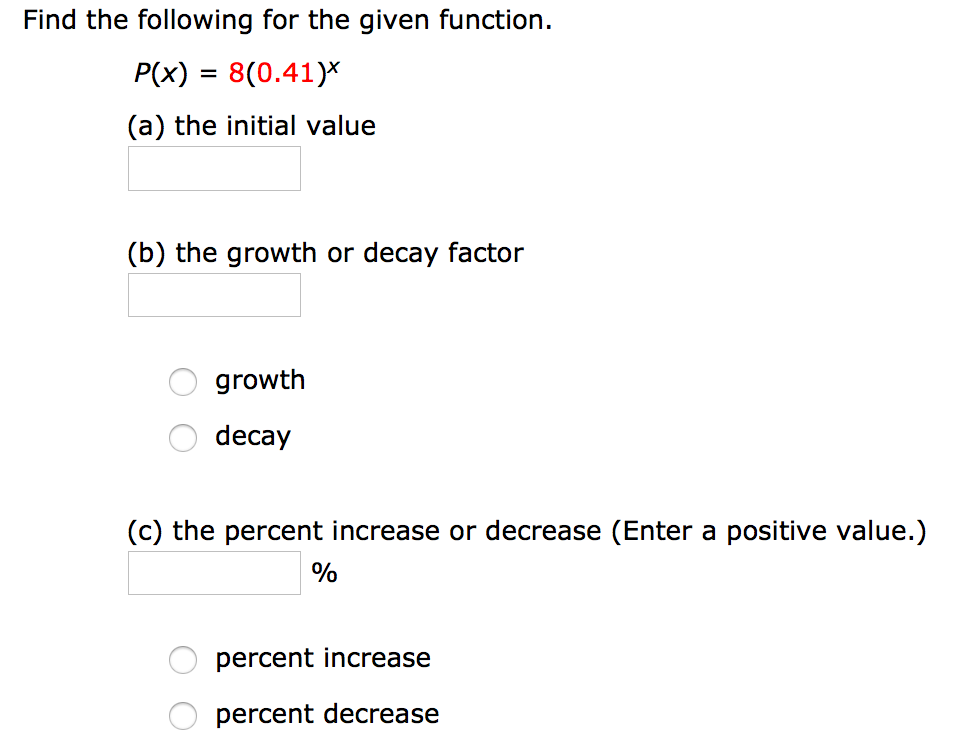 Find the following for the given function.
P(x) = 8(0.41)ˣ
(a) the initial value
(b) the growth or decay factor
growth
decay
(c) the percent increase or decrease (Enter a positive value.)
%
percent increase
percent decrease